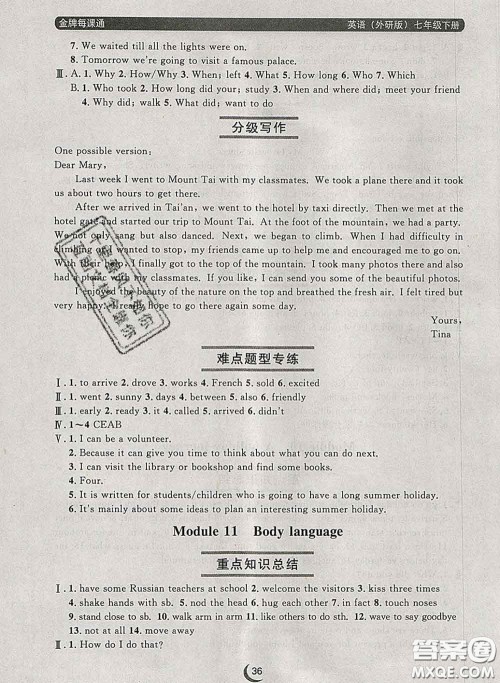 金牌每课通 英语（外研版）七年级下册
7. We waited till all the lights were on.
8. Tomorrow we're going to visit a famous palace.
Ⅲ. A. 1. Why 2. How/Why 3. When; left 4. What 5. How long 6. Who 7. Which
B. 1. Who took 2. How long did your; study 3. When and where did; meet your friend
4. Why did; walk 5. What did; want to do
分级写作
One possible version:
Dear Mary,
Last week I went to Mount Tai with my classmates. We took a plane there and it took
us about two hours to get there.
After we arrived in Tai'an, we went to the hotel by taxi directly. Then we met at the
hotel gate and started our trip to Mount Tai. At the foot of the mountain, we had a party.
We not only sang but also danced. Next, we began to climb. When I had difficulty in
climbing and wanted to stop, my friends came up to help me and encouraged me to go on.
With their help, I finally got to the top of the mountain. I took many photos there and also
had a picnic with my classmates. If you like, I can send you some of the beautiful photos.
I enjoyed the beauty of the nature on the top and breathed the fresh air. I felt tired but
very happy. I really hope to go there again some day.
Yours,
Tina
难点题型专练
Ⅰ. 1. to arrive 2. drove 3. works 4. French 5. sold 6. excited
Ⅱ. 1. went 2. sunny 3. days 4. between 5. exciting
Ⅲ. 1. early 2. ready 3. it 4. called 5. arrived 6. didn't
Ⅳ. 1～4 CEAB
Ⅴ. 1. I can be a volunteer.
2. Because it can give you time to think about what you can do next.
3. I can visit the library or bookshop and find some books.
4. Four.
5. It is written for students/children who is going to have a long summer holiday.
6. It's mainly about some ideas to plan an interesting summer holiday.
Module 11 Body language
重点知识总结
Ⅰ. 1. have some Russian teachers at school 2. welcome the visitors 3. kiss three times
4. shake hands with sb. 5. nod the head 6. hug each other 7. in fact 8. touch noses
9. stand close to 10. arm in arm 11. move away from sb. 12. wave to say goodbye
13. not at all 14. move away
Ⅱ. 1. How do I do that?
36